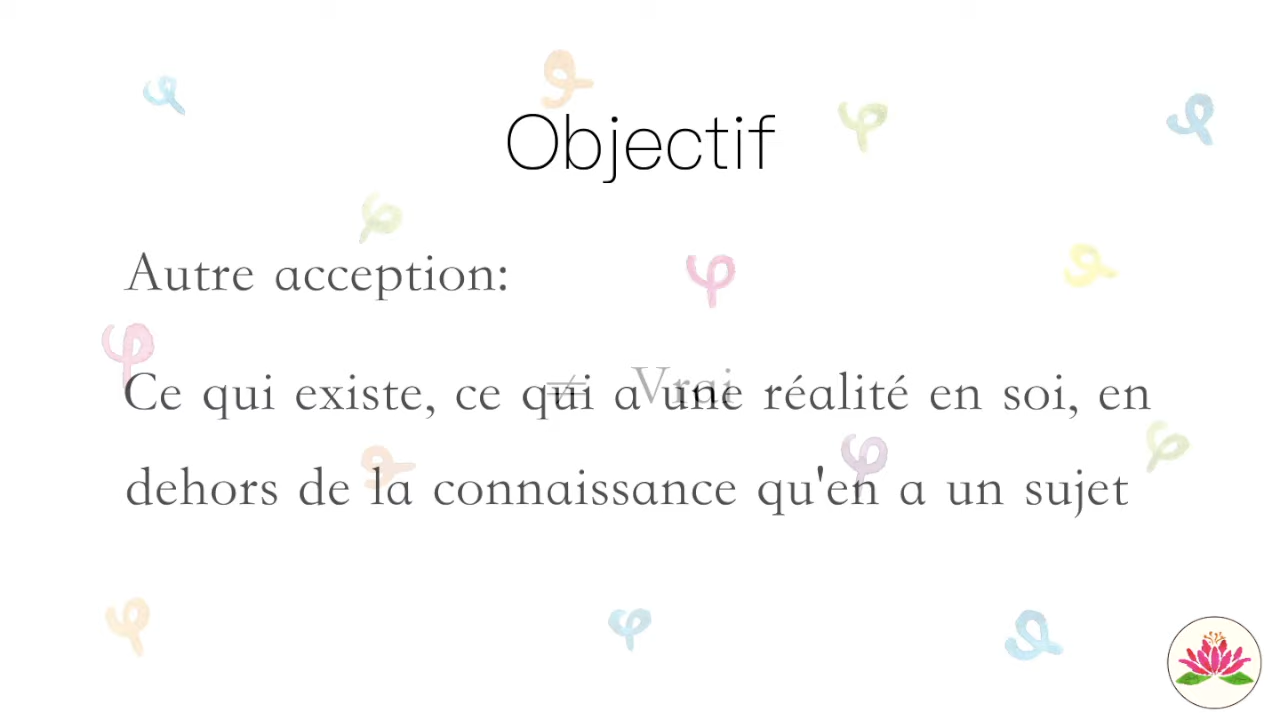 Objectif
Autre acception:
≠ Vrai
Ce qui existe, ce qui a une réalité en soi, en
dehors de la connaissance qu'en a un sujet